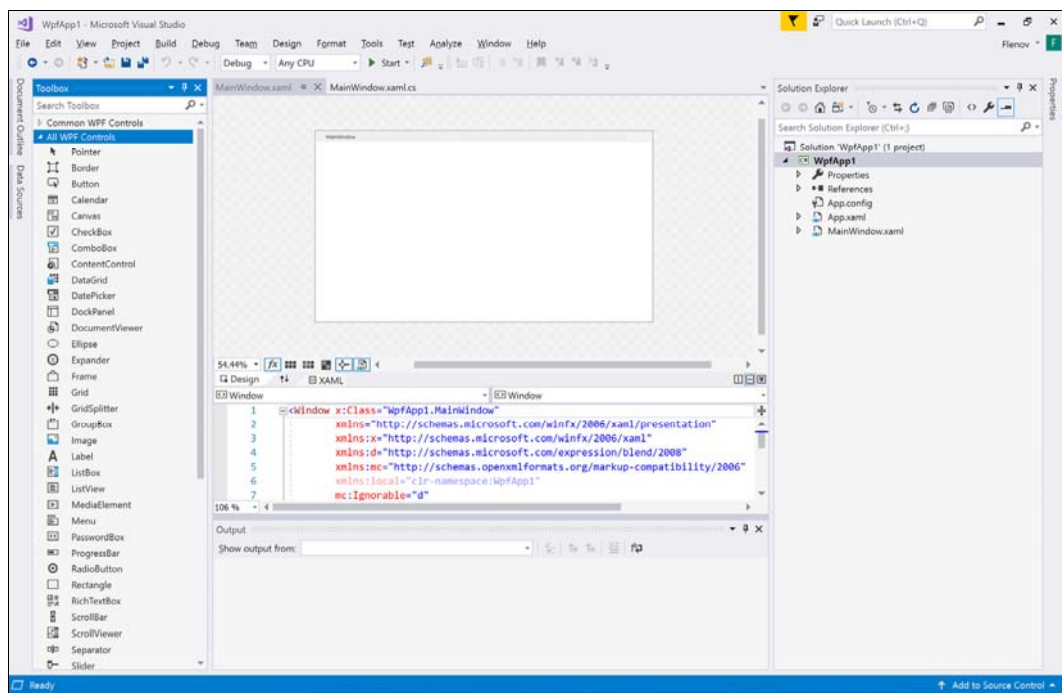 WpfApp1 - Microsoft Visual Studio
Quick Launch (Ctrl+Q)
File Edit View Project Build Debug Team Design Format Tools Test Analyze Window Help
Flenov
F
Debug Any CPU Start
Document Outline
Data Sources
Toolbox
Search Toolbox
Common WPF Controls
All WPF Controls
Pointer
Border
Button
Calendar
Canvas
CheckBox
ComboBox
ContentControl
DataGrid
DatePicker
DockPanel
DocumentViewer
Ellipse
Expander
Frame
Grid
GridSplitter
GroupBox
Image
Label
ListBox
ListView
MediaElement
Menu
PasswordBox
ProgressBar
RadioButton
Rectangle
RichTextBox
ScrollBar
ScrollViewer
Separator
Slider
MainWindow.xaml MainWindow.xaml.cs
MainWindow
54.44% fx
Design XAML
Window Window
1 <Window x:Class="WpfApp1.MainWindow"
2 xmlns="http://schemas.microsoft.com/winfx/2006/xaml/presentation"
3 xmlns:x="http://schemas.microsoft.com/winfx/2006/xaml"
4 xmlns:d="http://schemas.microsoft.com/expression/blend/2008"
5 xmlns:mc="http://schemas.openxmlformats.org/markup-compatibility/2006"
6 xmlns:local="clr-namespace:WpfApp1"
7 mc:Ignorable="d"
106 %
Output
Show output from:
Solution Explorer
Search Solution Explorer (Ctrl+;)
Solution 'WpfApp1' (1 project)
WpfApp1
Properties
References
App.config
App.xaml
MainWindow.xaml
Properties
Ready
Add to Source Control